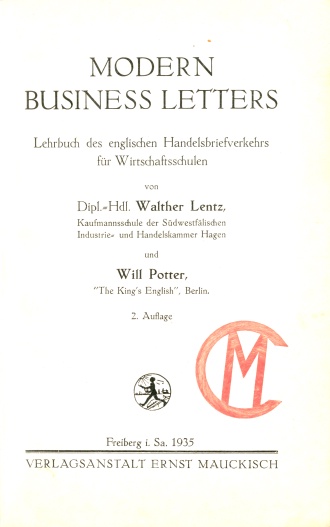 MODERN
BUSINESS LETTERS
Lehrbuch des englischen Handelsbriefverkehrs
für Wirtschaftsschulen
von
Dipl.-Hdl. Walther Lentz,
Kaufmannsschule der Südwestfälischen
Industrie- und Handelskammer Hagen
und
Will Potter,
"The King's English", Berlin.
2. Auflage
CM
Freiberg i. Sa. 1935
VERLAGSANSTALT ERNST MAUCKISCH